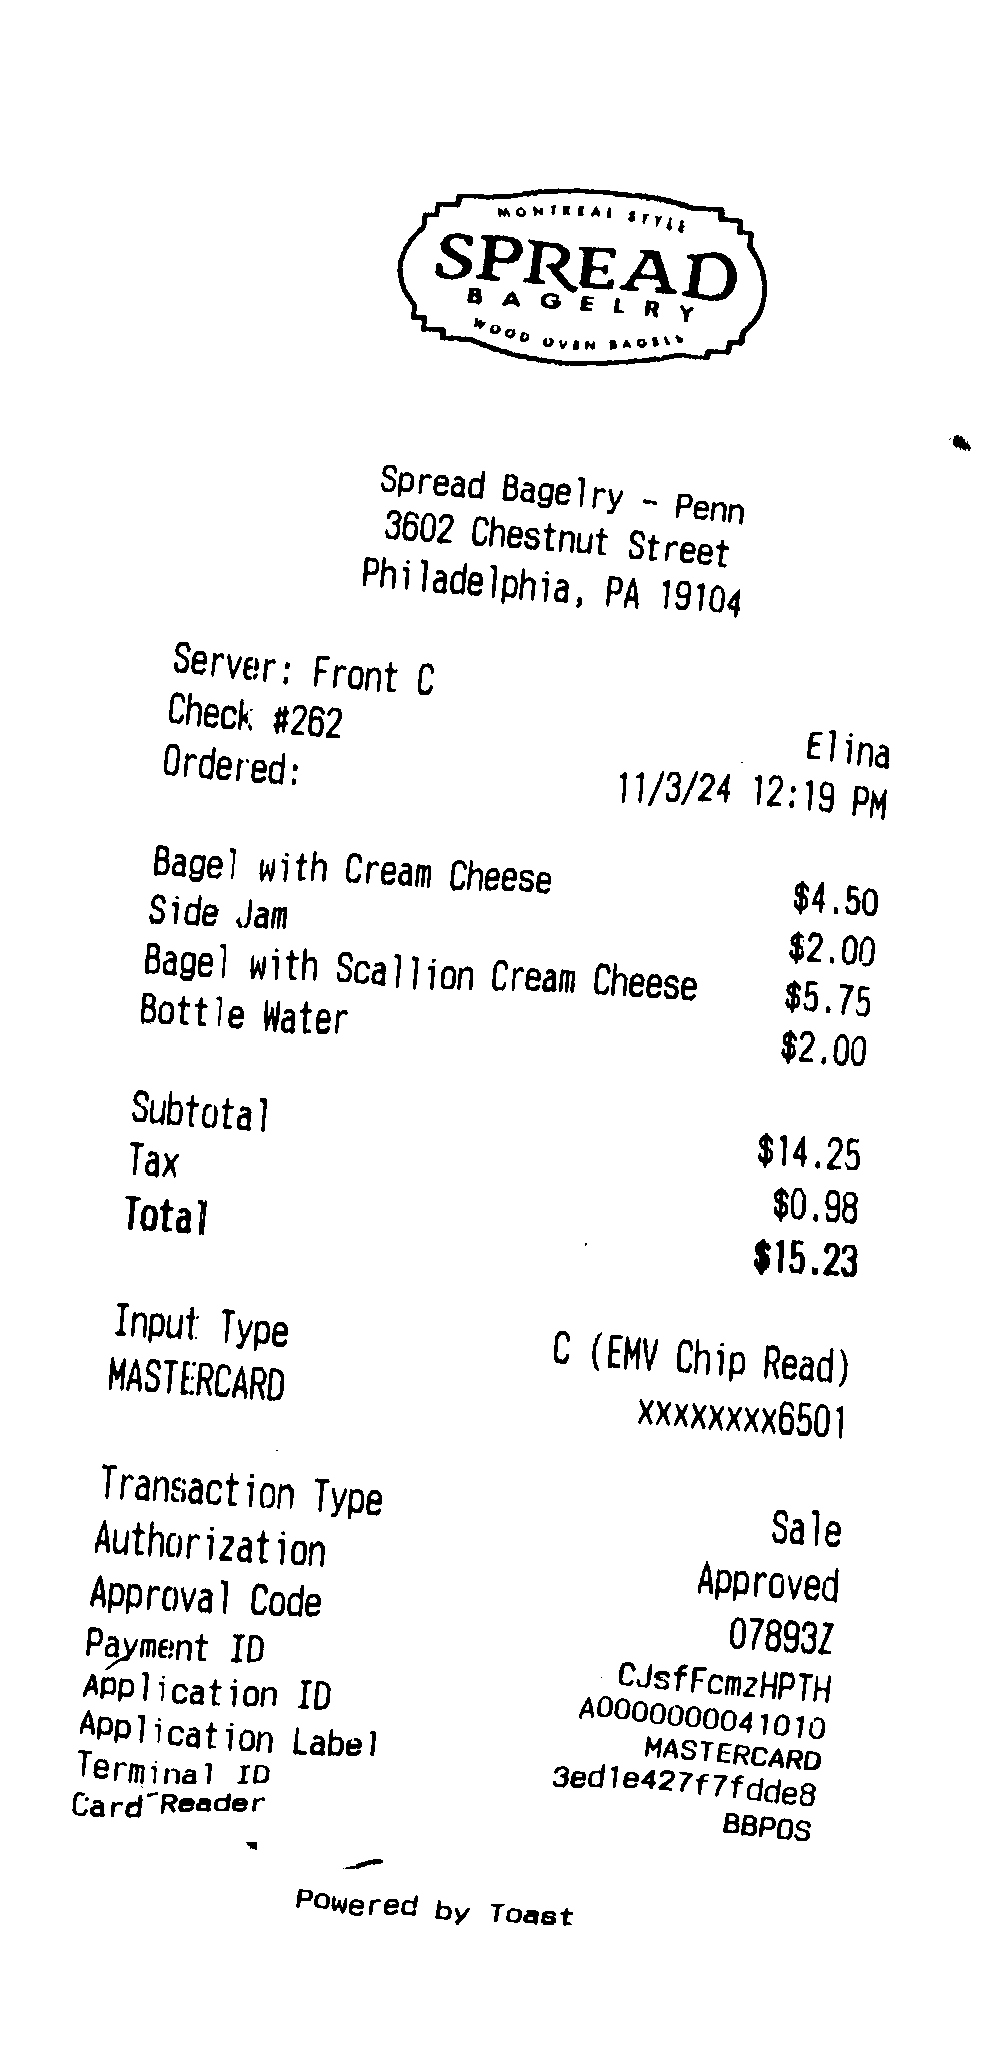 MONTREAL STYLE
SPREAD
BAGELRY
WOOD OVEN BAGELS
Spread Bagelry - Penn
3602 Chestnut Street
Philadelphia, PA 19104
Server: Front C
Check #262 Elina
Ordered: 11/3/24 12:19 PM
Bagel with Cream Cheese $4.50
Side Jam $2.00
Bagel with Scallion Cream Cheese $5.75
Bottle Water $2.00
Subtotal $14.25
Tax $0.98
Total $15.23
Input Type C (EMV Chip Read)
MASTERCARD xxxxxxxx6501
Transaction Type Sale
Authorization Approved
Approval Code 07893Z
Payment ID CJsfFcmzHPTH
Application ID A0000000041010
Application Label MASTERCARD
Terminal ID 3ed1e427f7fdde8
Card Reader BBPOS
Powered by Toast